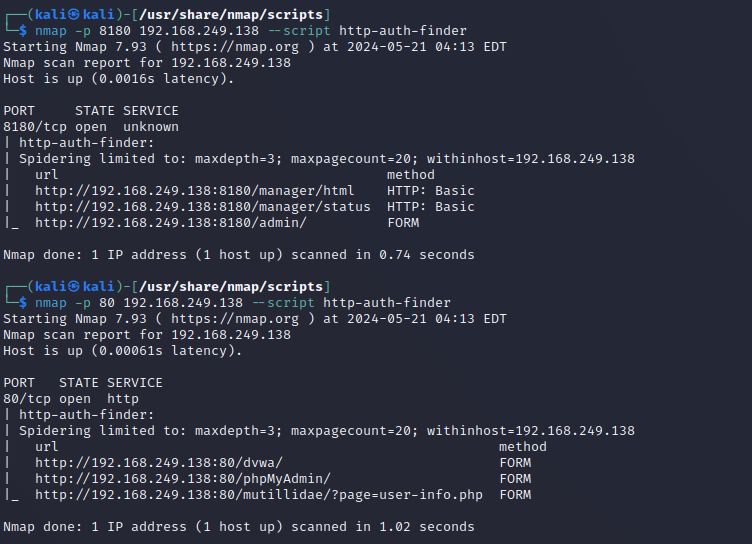 ┌──(kali㉿kali)-[/usr/share/nmap/scripts]
└─$ nmap -p 8180 192.168.249.138 --script http-auth-finder
Starting Nmap 7.93 ( https://nmap.org ) at 2024-05-21 04:13 EDT
Nmap scan report for 192.168.249.138
Host is up (0.0016s latency).

PORT     STATE SERVICE
8180/tcp open  unknown
| http-auth-finder:
| Spidering limited to: maxdepth=3; maxpagecount=20; withinhost=192.168.249.138
|   url                                         method
|   http://192.168.249.138:8180/manager/html    HTTP: Basic
|   http://192.168.249.138:8180/manager/status  HTTP: Basic
|_  http://192.168.249.138:8180/admin/          FORM

Nmap done: 1 IP address (1 host up) scanned in 0.74 seconds

┌──(kali㉿kali)-[/usr/share/nmap/scripts]
└─$ nmap -p 80 192.168.249.138 --script http-auth-finder
Starting Nmap 7.93 ( https://nmap.org ) at 2024-05-21 04:13 EDT
Nmap scan report for 192.168.249.138
Host is up (0.00061s latency).

PORT   STATE SERVICE
80/tcp open  http
| http-auth-finder:
| Spidering limited to: maxdepth=3; maxpagecount=20; withinhost=192.168.249.138
|   url                                                       method
|   http://192.168.249.138:80/dvwa/                           FORM
|   http://192.168.249.138:80/phpMyAdmin/                     FORM
|_  http://192.168.249.138:80/mutillidae/?page=user-info.php  FORM

Nmap done: 1 IP address (1 host up) scanned in 1.02 seconds